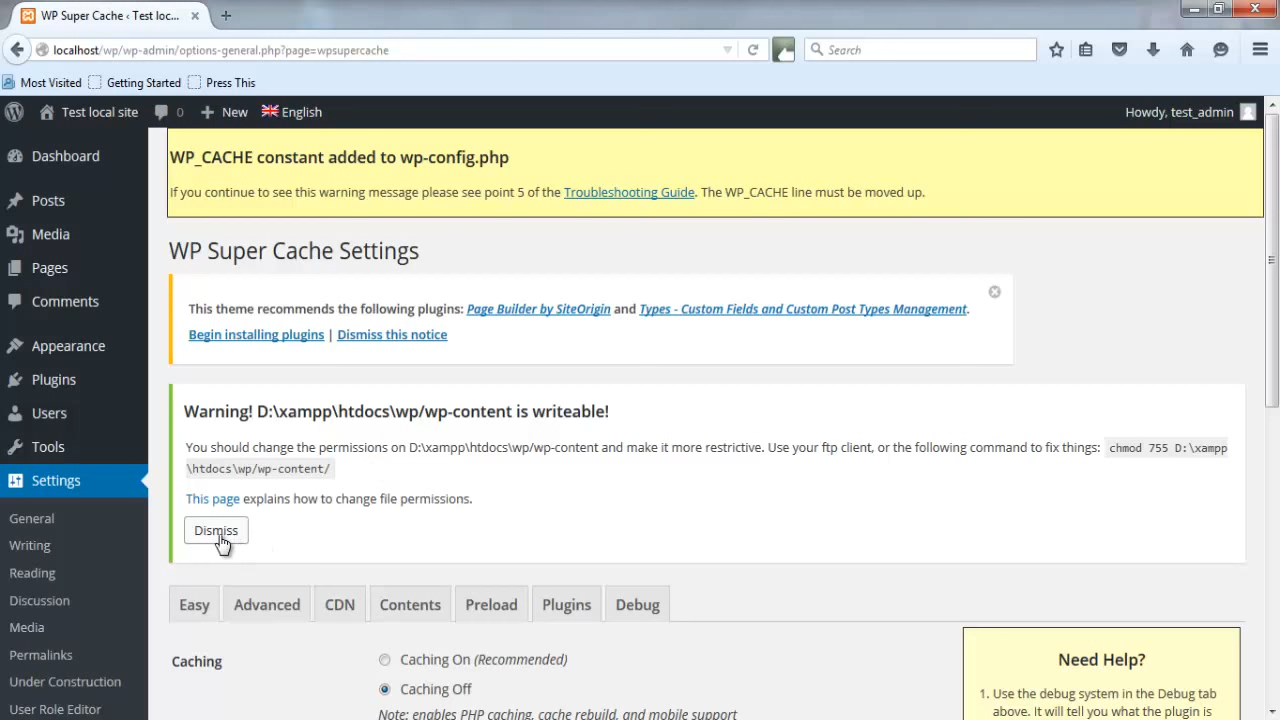 WP Super Cache ‹ Test loc...
localhost/wp/wp-admin/options-general.php?page=wpsupercache
Search
Most Visited Getting Started Press This
Test local site 0 New English Howdy, test_admin
Dashboard
Posts
Media
Pages
Comments
Appearance
Plugins
Users
Tools
Settings
General
Writing
Reading
Discussion
Media
Permalinks
Under Construction
User Role Editor
WP_CACHE constant added to wp-config.php
If you continue to see this warning message please see point 5 of the Troubleshooting Guide. The WP_CACHE line must be moved up.
WP Super Cache Settings
This theme recommends the following plugins: Page Builder by SiteOrigin and Types - Custom Fields and Custom Post Types Management.
Begin installing plugins | Dismiss this notice
Warning! D:\xampp\htdocs\wp/wp-content is writeable!
You should change the permissions on D:\xampp\htdocs\wp/wp-content and make it more restrictive. Use your ftp client, or the following command to fix things: chmod 755 D:\xampp
\htdocs\wp/wp-content/
This page explains how to change file permissions.
Dismiss
Easy Advanced CDN Contents Preload Plugins Debug
Caching
Caching On (Recommended)
Caching Off
Note: enables PHP caching, cache rebuild, and mobile support
Need Help?
1. Use the debug system in the Debug tab
above. It will tell you what the plugin is